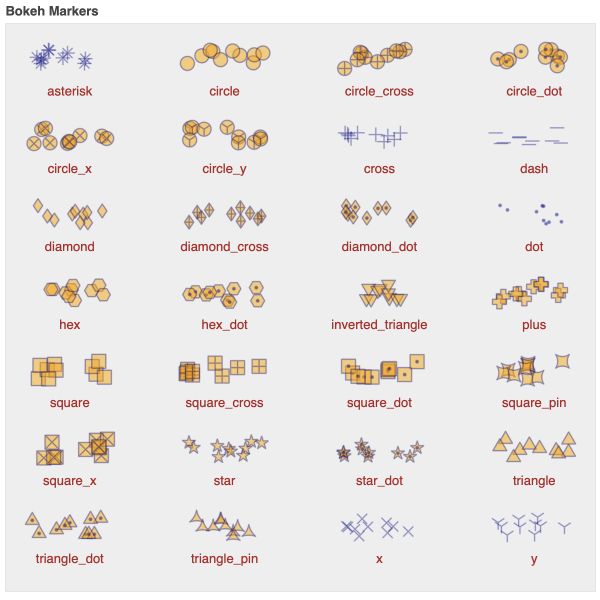 Bokeh Markers
asterisk circle circle_cross circle_dot
circle_x circle_y cross dash
diamond diamond_cross diamond_dot dot
hex hex_dot inverted_triangle plus
square square_cross square_dot square_pin
square_x star star_dot triangle
triangle_dot triangle_pin x y